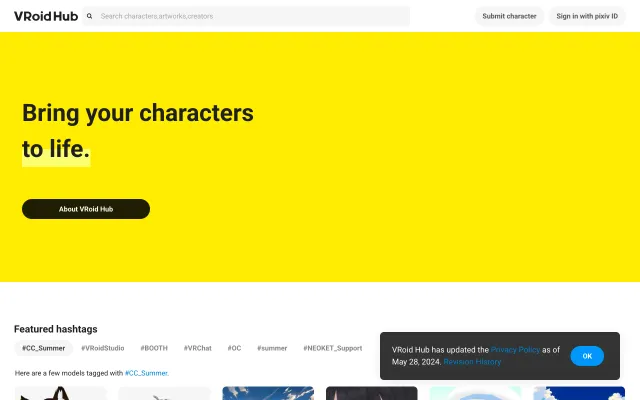 VRoid Hub
Search characters,artworks,creators
Submit character
Sign in with pixiv ID
Bring your characters
to life.
About VRoid Hub
Featured hashtags
#CC_Summer
#VRoidStudio
#BOOTH
#VRChat
#OC
#summer
#NEOKET_Support
Here are a few models tagged with #CC_Summer.
VRoid Hub has updated the Privacy Policy as of
May 28, 2024. Revision History
OK